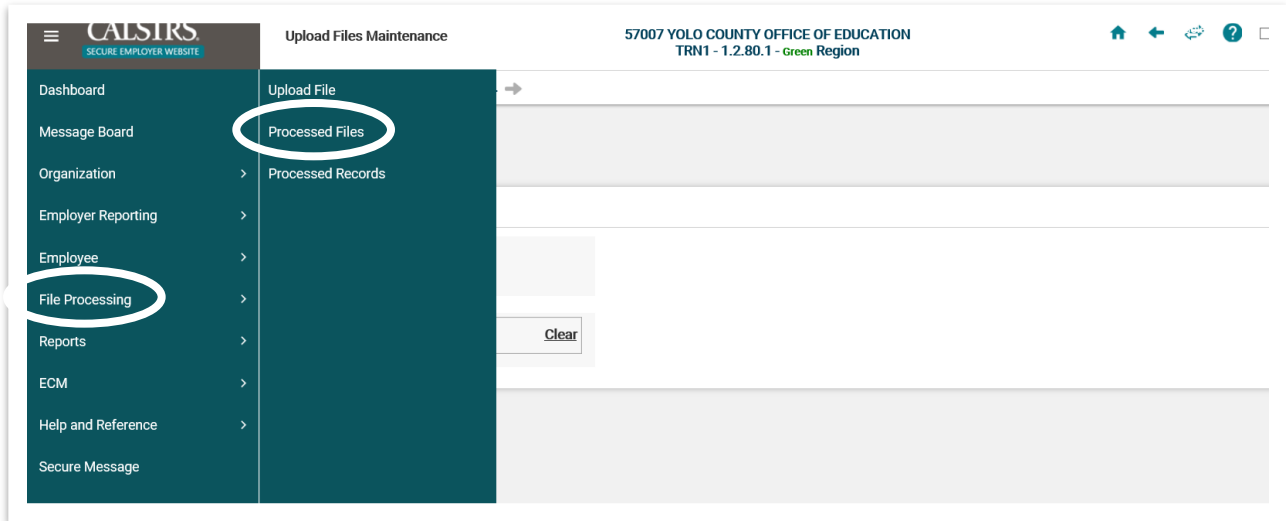 CALSTRS.
SECURE EMPLOYER WEBSITE
Upload Files Maintenance
57007 YOLO COUNTY OFFICE OF EDUCATION
TRN1 - 1.2.80.1 - Green Region
?
Dashboard
Message Board
Organization >
Employer Reporting >
Employee >
File Processing >
Reports >
ECM >
Help and Reference >
Secure Message
Upload File
Processed Files
Processed Records
Clear